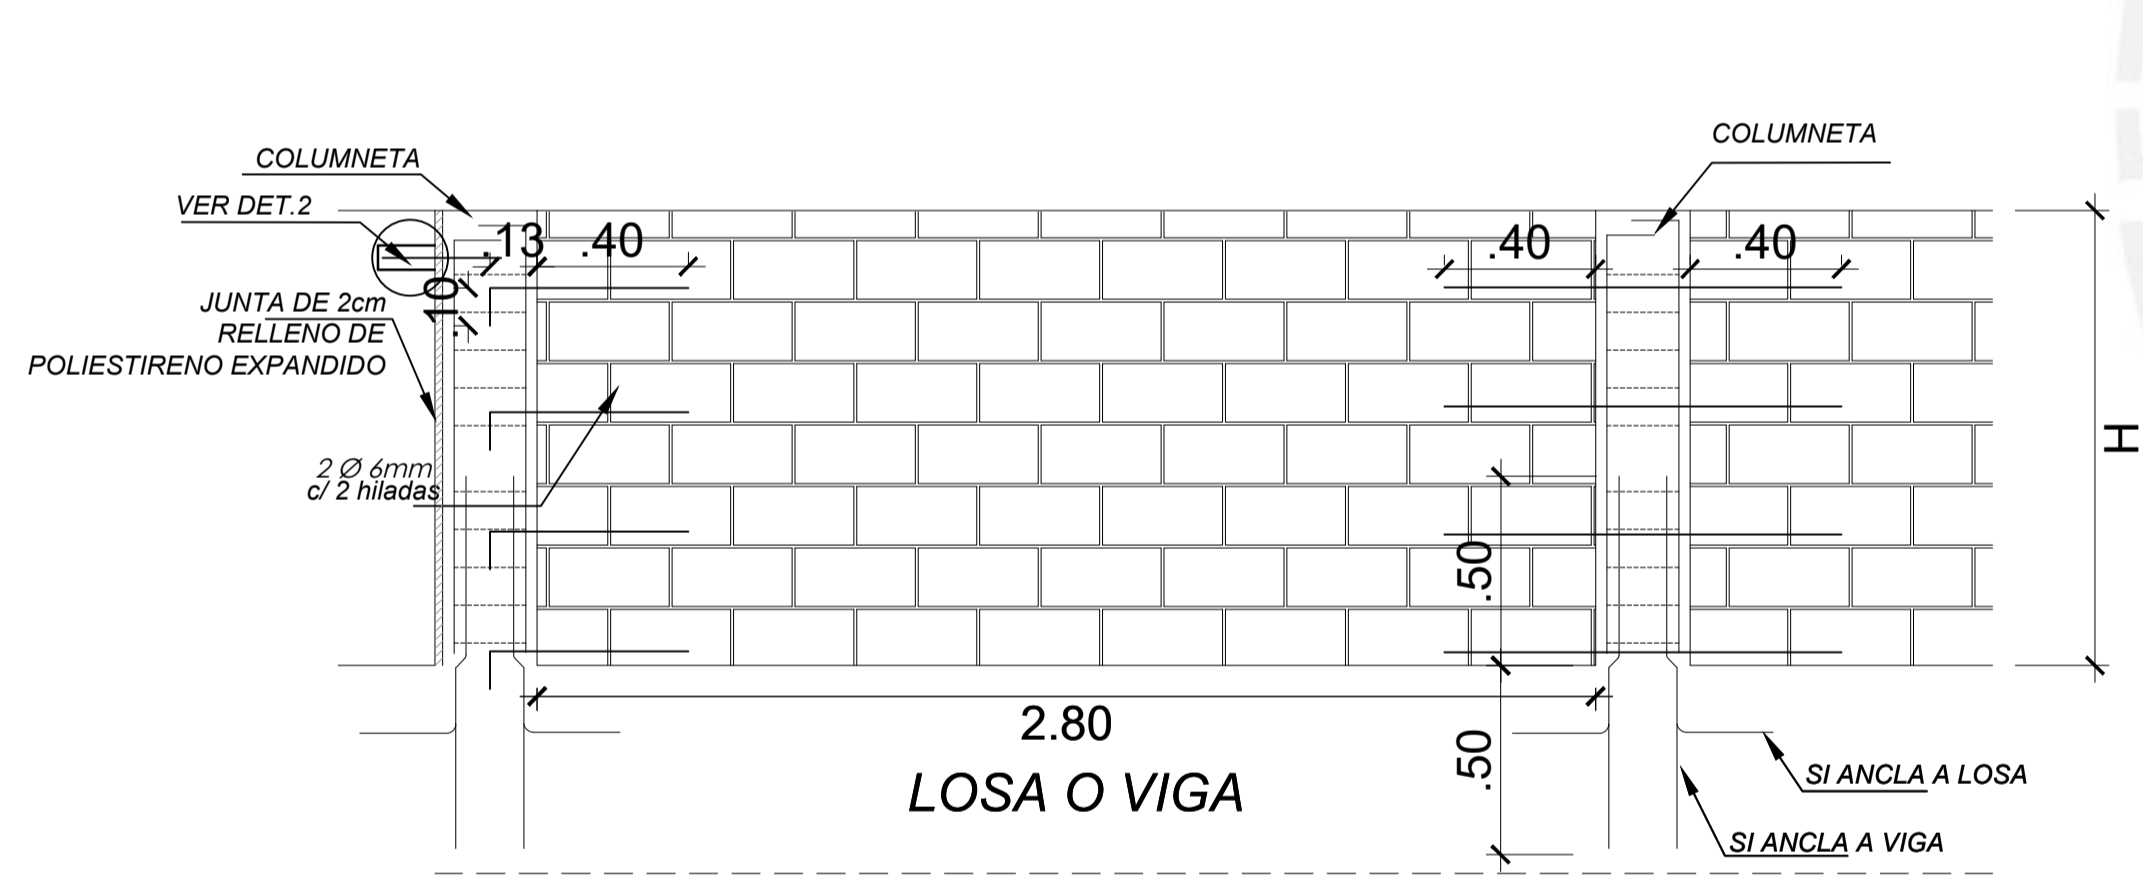 COLUMNETA
COLUMNETA
VER DET.2
.13
.40
.40
.40
.10
JUNTA DE 2cm
RELLENO DE
POLIESTIRENO EXPANDIDO
H
2 Ø 6mm
c/ 2 hiladas
.50
2.80
.50
LOSA O VIGA
SI ANCLA A LOSA
SI ANCLA A VIGA